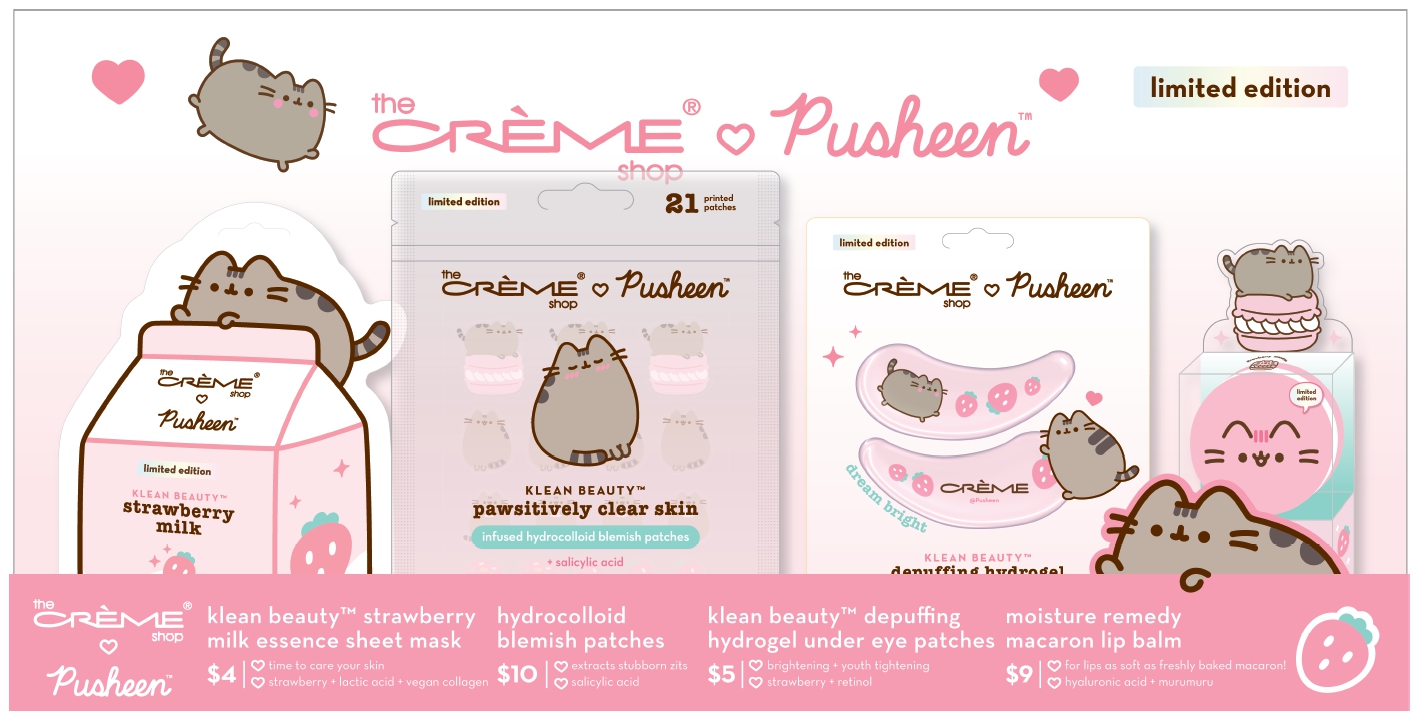 the
CRÈME®
shop
Pusheen™
limited edition
limited edition
21 printed
patches
the
CRÈME®
shop
Pusheen™
KLEAN BEAUTY™
pawsitively clear skin
infused hydrocolloid blemish patches
+ salicylic acid
the
CRÈME®
shop
Pusheen™
limited edition
KLEAN BEAUTY™
strawberry
milk
limited edition
the
CRÈME®
shop
Pusheen™
CRÈME
@Pusheen
dream bright
KLEAN BEAUTY™
depuffing hydrogel
limited
edition
the
CRÈME®
shop
Pusheen™
klean beauty™ strawberry
milk essence sheet mask
$4
time to care your skin
strawberry + lactic acid + vegan collagen
hydrocolloid
blemish patches
$10
extracts stubborn zits
salicylic acid
klean beauty™ depuffing
hydrogel under eye patches
$5
brightening + youth tightening
strawberry + retinol
moisture remedy
macaron lip balm
$9
for lips as soft as freshly baked macaron!
hyaluronic acid + murumuru